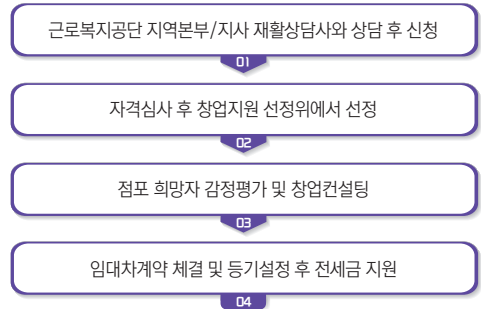 근로복지공단 지역본부/지사 재활상담사와 상담 후 신청
01
자격심사 후 창업지원 선정위에서 선정
02
점포 희망자 감정평가 및 창업컨설팅
03
임대차계약 체결 및 등기설정 후 전세금 지원
04